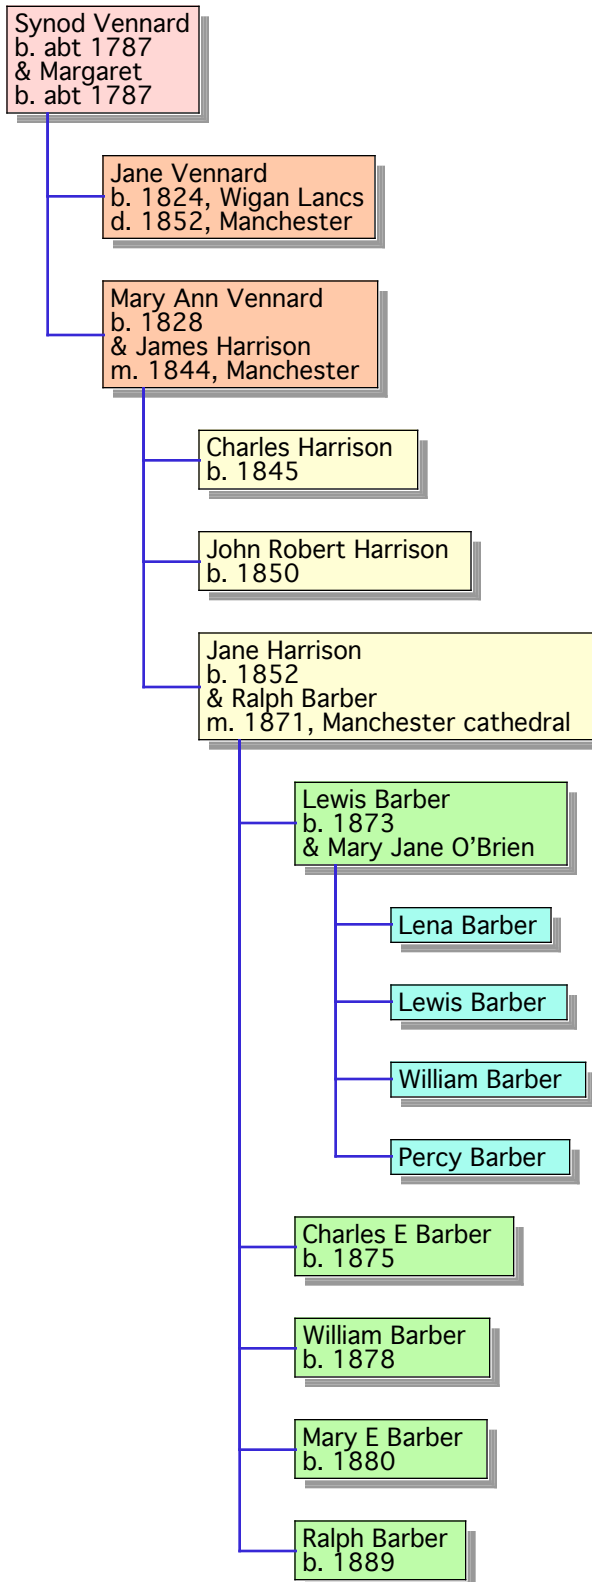 Synod Vennard
b. abt 1787
& Margaret
b. abt 1787
Jane Vennard
b. 1824, Wigan Lancs
d. 1852, Manchester
Mary Ann Vennard
b. 1828
& James Harrison
m. 1844, Manchester
Charles Harrison
b. 1845
John Robert Harrison
b. 1850
Jane Harrison
b. 1852
& Ralph Barber
m. 1871, Manchester cathedral
Lewis Barber
b. 1873
& Mary Jane O’Brien
Lena Barber
Lewis Barber
William Barber
Percy Barber
Charles E Barber
b. 1875
William Barber
b. 1878
Mary E Barber
b. 1880
Ralph Barber
b. 1889